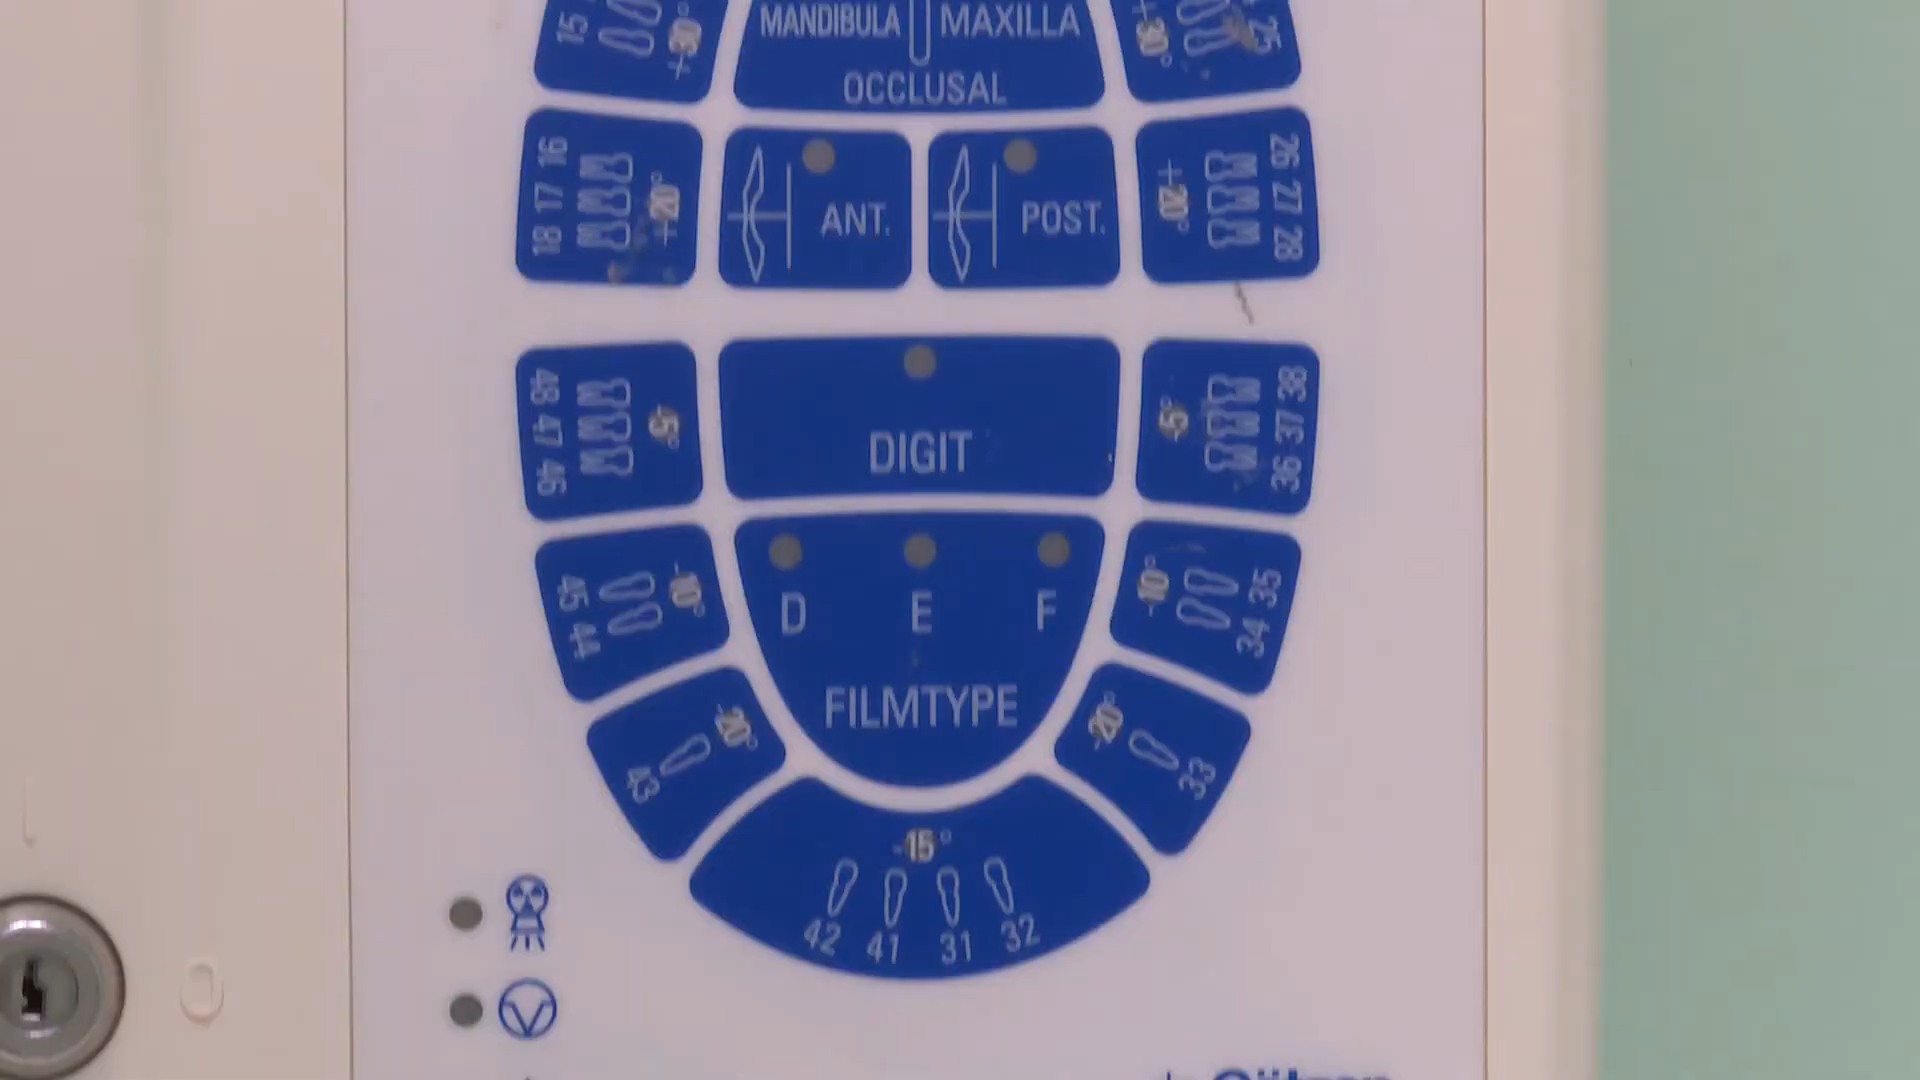 MANDIBULA MAXILLA
OCCLUSAL
15
+30°
+30°
25
18 17 16
+20°
ANT.
POST.
+20°
26 27 28
48 47 46
-5°
DIGIT
-5°
36 37 38
45 44
-10°
D E F
FILMTYPE
-10°
34 35
43
-20°
-20°
33
-15°
42 41 31 32